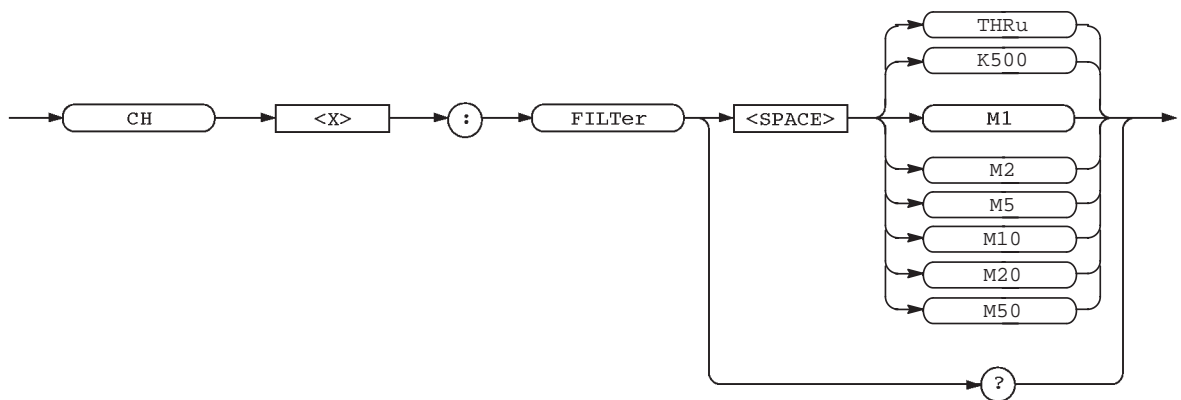 THRu
K500
CH <X> : FILTer <SPACE> M1
M2
M5
M10
M20
M50
?